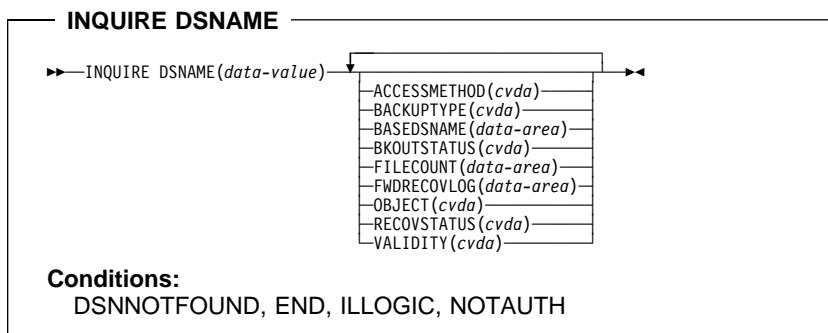 INQUIRE DSNAME
►►──INQUIRE DSNAME(data-value)
ACCESSMETHOD(cvda)
BACKUPTYPE(cvda)
BASEDSNAME(data-area)
BKOUTSTATUS(cvda)
FILECOUNT(data-area)
FWDRECOVLOG(data-area)
OBJECT(cvda)
RECOVSTATUS(cvda)
VALIDITY(cvda)
Conditions:
DSNNOTFOUND, END, ILLOGIC, NOTAUTH